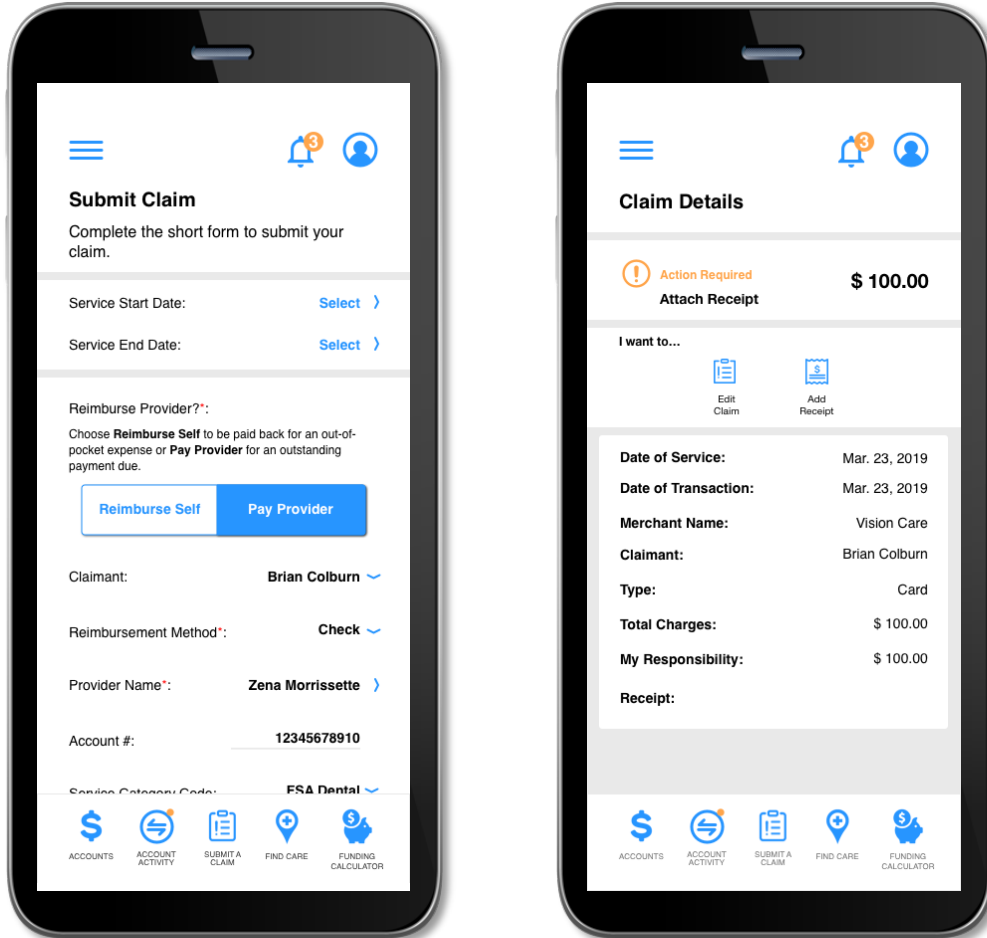 3
Submit Claim
Complete the short form to submit your
claim.
Service Start Date: Select
Service End Date: Select
Reimburse Provider?*:
Choose Reimburse Self to be paid back for an out-of-
pocket expense or Pay Provider for an outstanding
payment due.
Reimburse Self Pay Provider
Claimant: Brian Colburn
Reimbursement Method*: Check
Provider Name*: Zena Morrissette
Account #: 12345678910
Service Category Code: FSA Dental
$ $
ACCOUNTS ACCOUNT SUBMIT A FIND CARE FUNDING
ACTIVITY CLAIM CALCULATOR
3
Claim Details
Action Required
Attach Receipt
$ 100.00
I want to...
$
Edit Add
Claim Receipt
Date of Service: Mar. 23, 2019
Date of Transaction: Mar. 23, 2019
Merchant Name: Vision Care
Claimant: Brian Colburn
Type: Card
Total Charges: $ 100.00
My Responsibility: $ 100.00
Receipt:
$ $
ACCOUNTS ACCOUNT SUBMIT A FIND CARE FUNDING
ACTIVITY CLAIM CALCULATOR